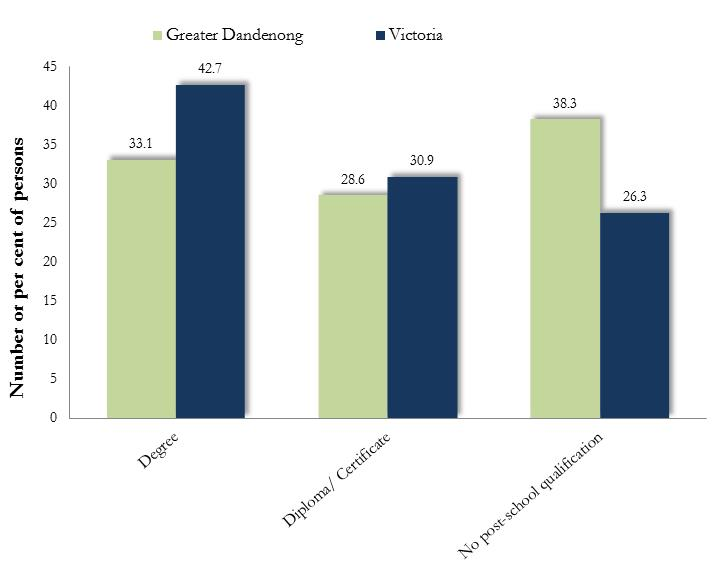 Greater Dandenong
Victoria
Number or per cent of persons
45
40
35
30
25
20
15
10
5
0
33.1
42.7
28.6
30.9
38.3
26.3
Degree
Diploma/ Certificate
No post-school qualification